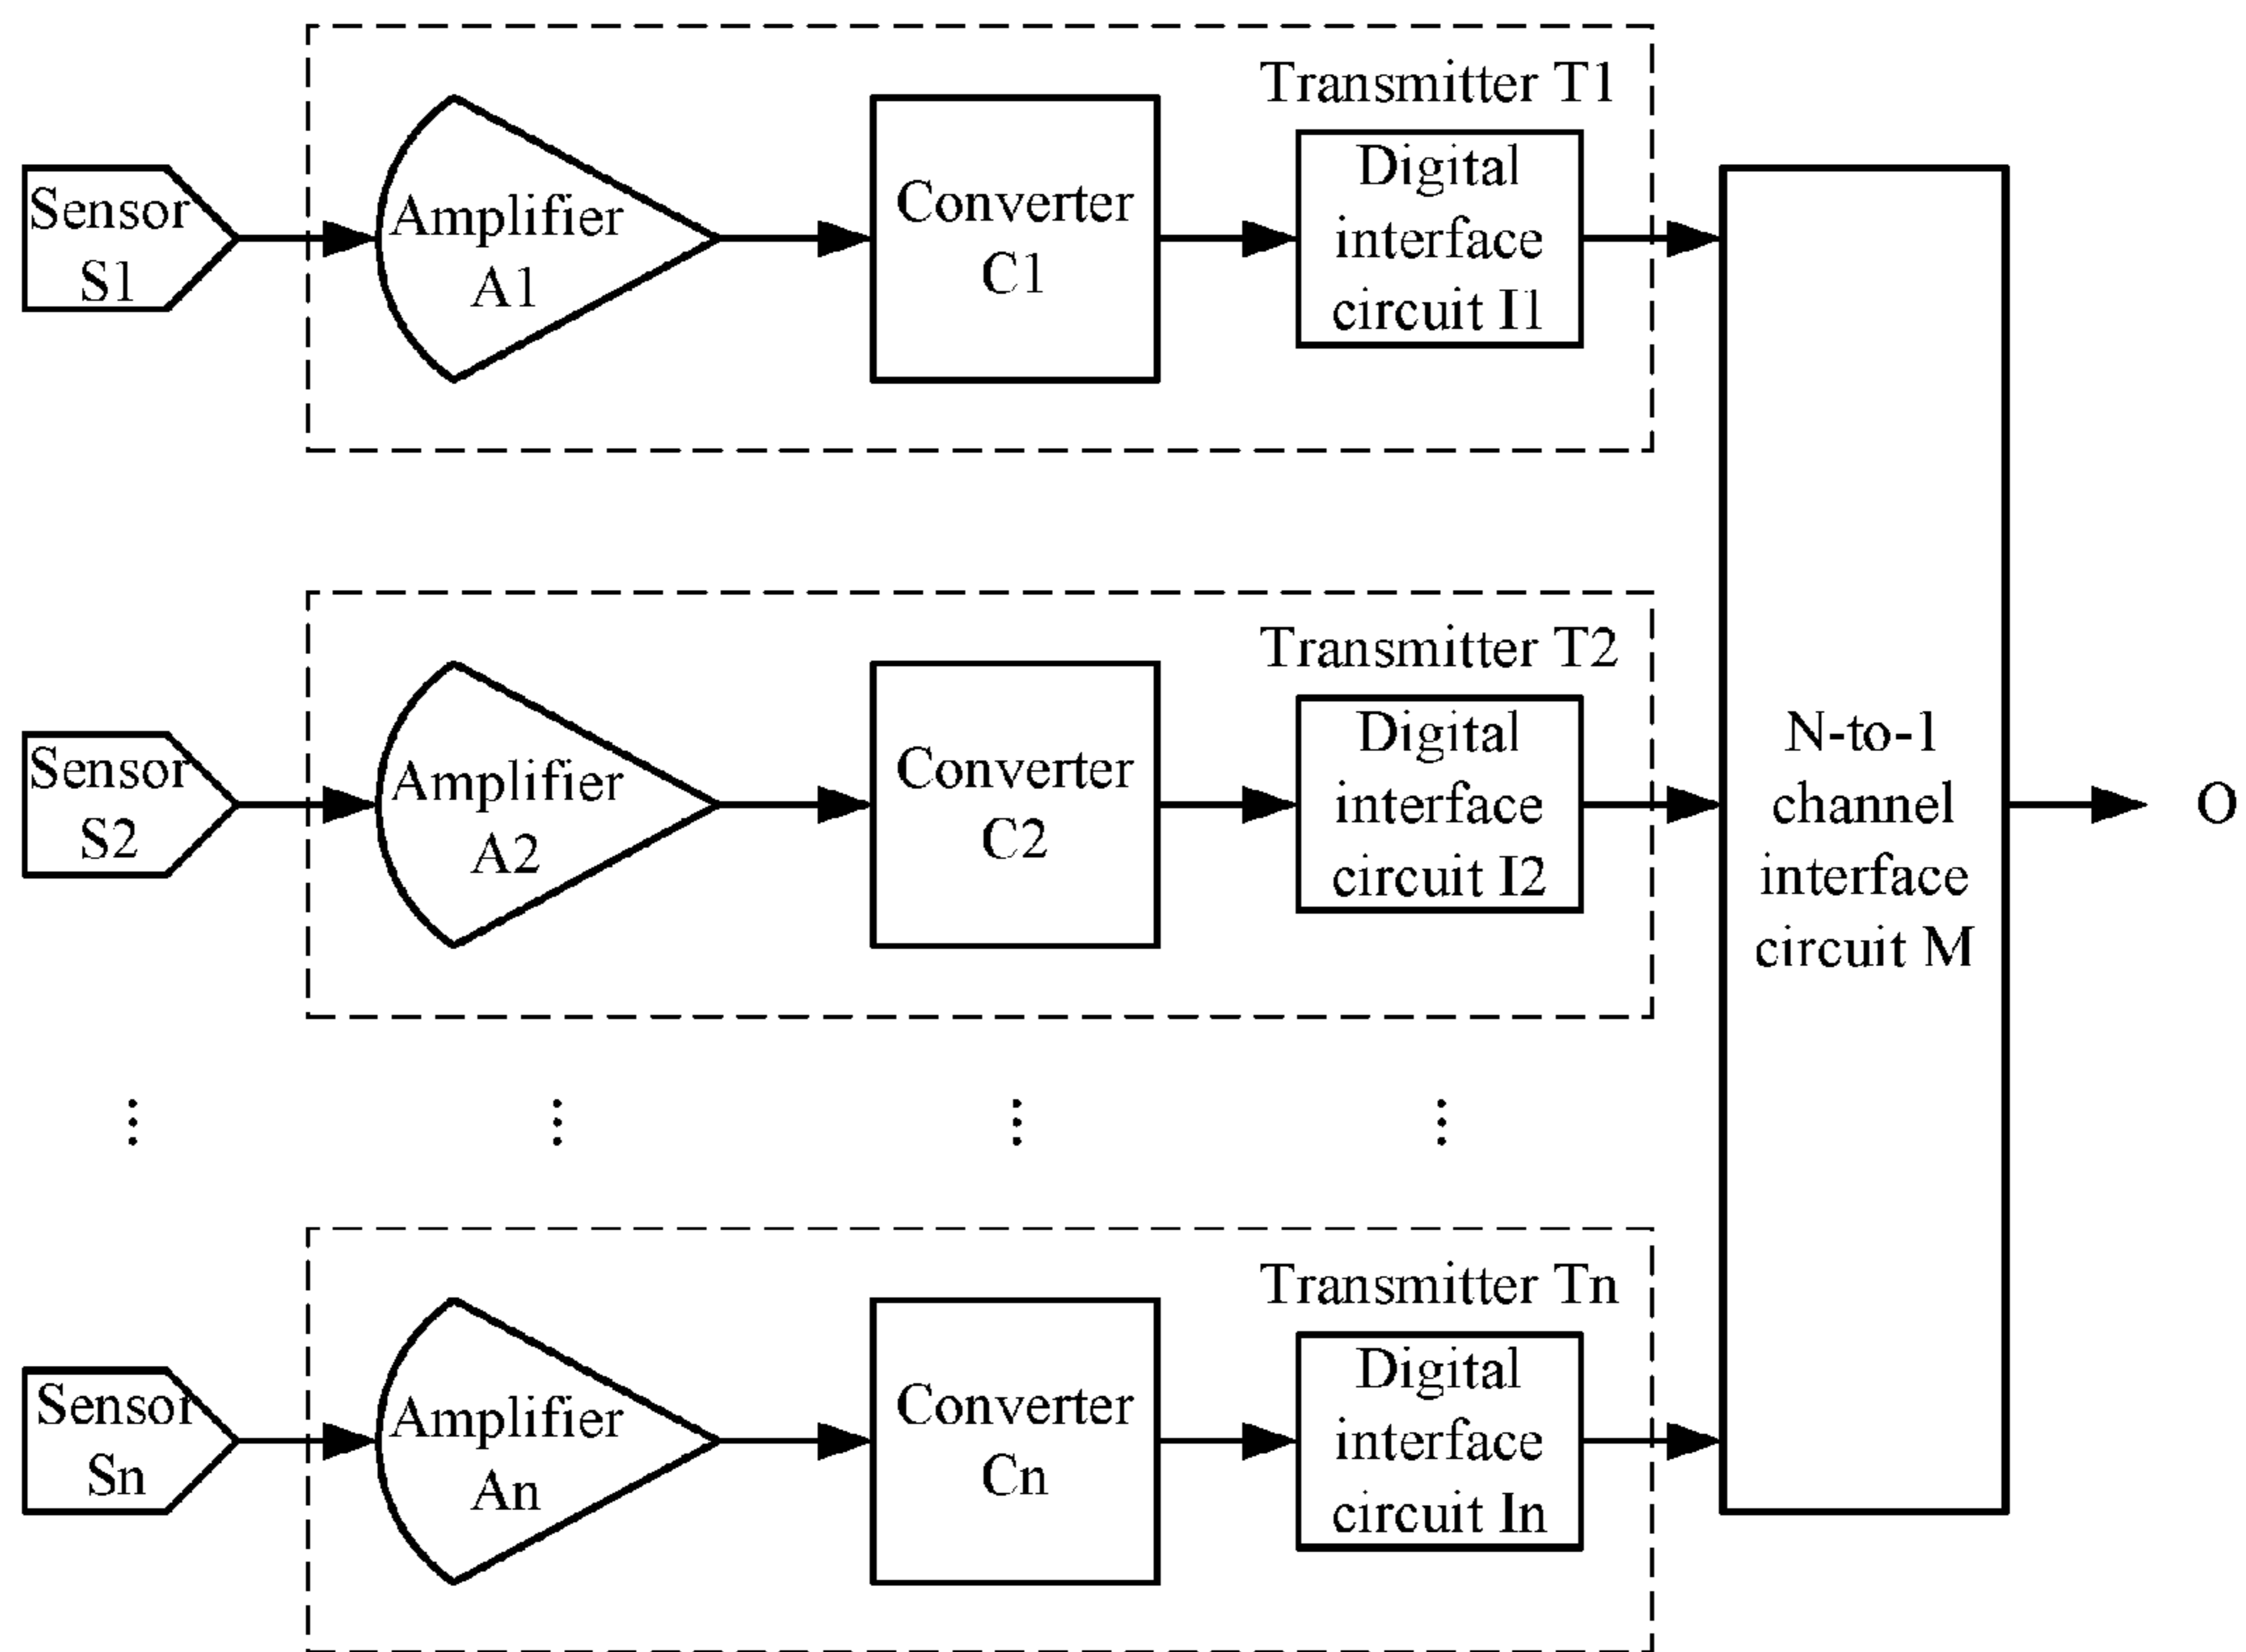 Transmitter T1
Sensor
S1
Amplifier
A1
Converter
C1
Digital
interface
circuit I1
Transmitter T2
Sensor
S2
Amplifier
A2
Converter
C2
Digital
interface
circuit I2
N-to-1
channel
interface
circuit M
O
Transmitter Tn
Sensor
Sn
Amplifier
An
Converter
Cn
Digital
interface
circuit In